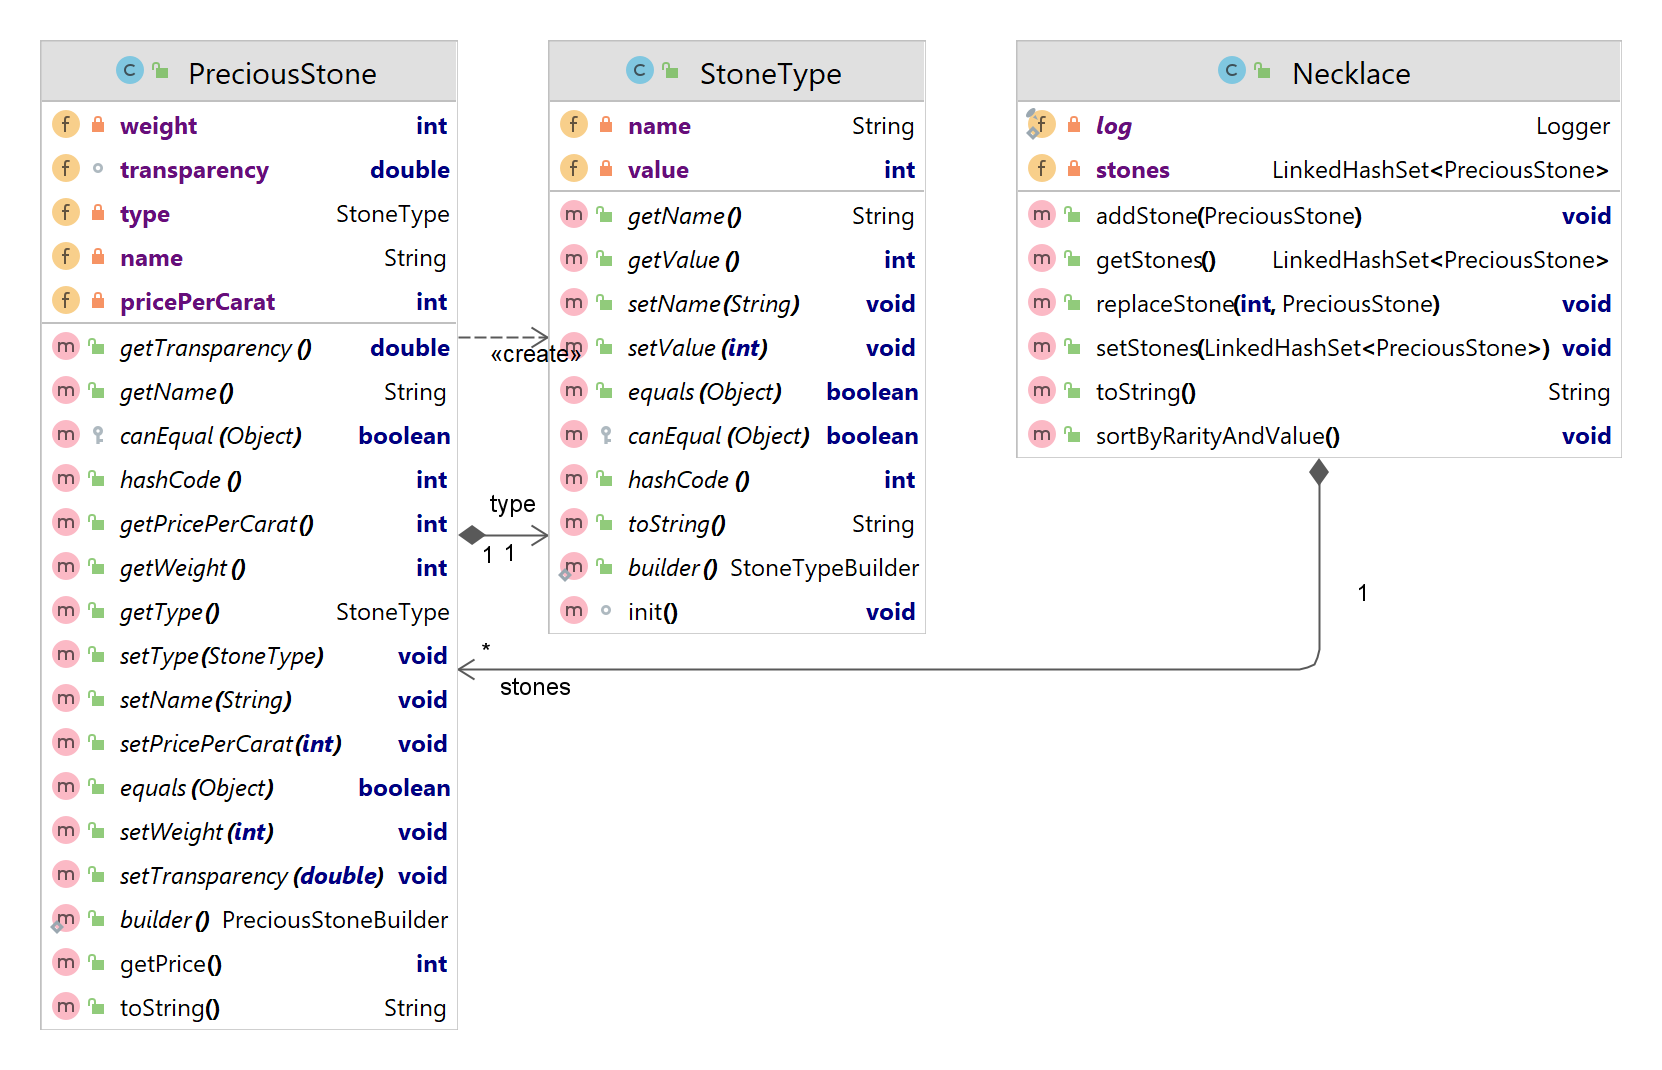 PreciousStone
weight int
transparency double
type StoneType
name String
pricePerCarat int
getTransparency() double
getName() String
canEqual(Object) boolean
hashCode() int
getPricePerCarat() int
getWeight() int
getType() StoneType
setType(StoneType) void
setName(String) void
setPricePerCarat(int) void
equals(Object) boolean
setWeight(int) void
setTransparency(double) void
builder() PreciousStoneBuilder
getPrice() int
toString() String
«create»
type
1 1
*
stones
1
StoneType
name String
value int
getName() String
getValue() int
setName(String) void
setValue(int) void
equals(Object) boolean
canEqual(Object) boolean
hashCode() int
toString() String
builder() StoneTypeBuilder
init() void
Necklace
log Logger
stones LinkedHashSet<PreciousStone>
addStone(PreciousStone) void
getStones() LinkedHashSet<PreciousStone>
replaceStone(int, PreciousStone) void
setStones(LinkedHashSet<PreciousStone>) void
toString() String
sortByRarityAndValue() void